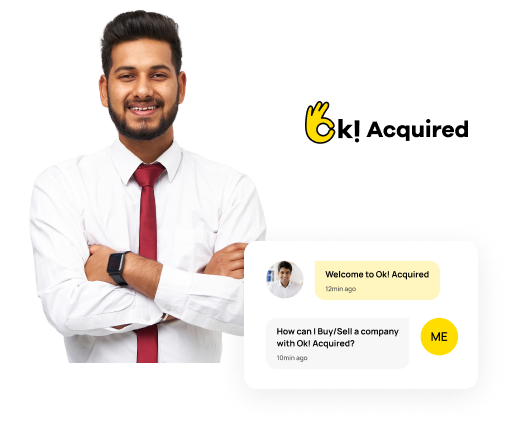 Ok! Acquired
Welcome to Ok! Acquired
12min ago
How can I Buy/Sell a company
with Ok! Acquired?
10min ago
ME